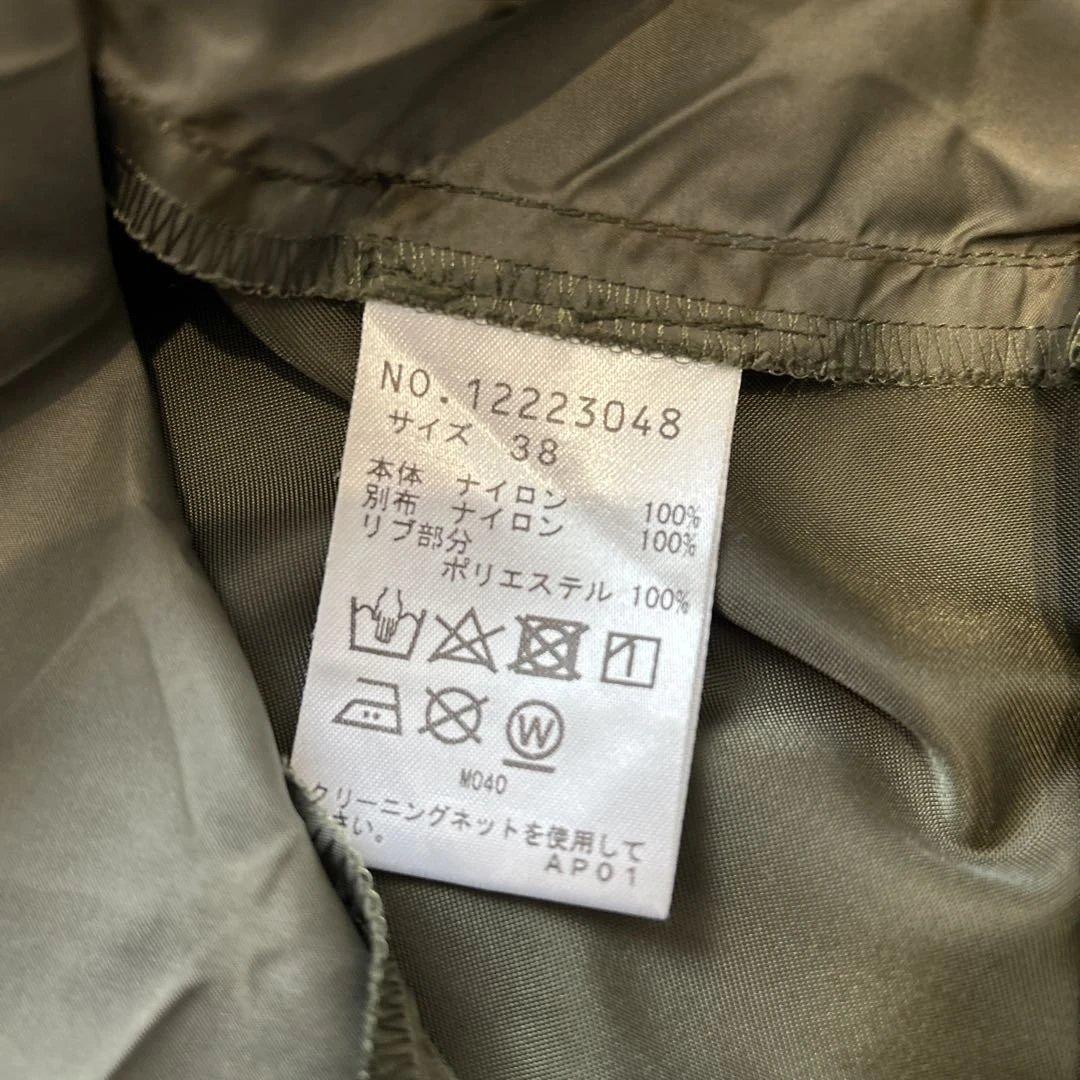 NO.12223048
サイズ 38
本体 ナイロン 100%
別布 ナイロン 100%
リブ部分
ポリエステル 100%
W
M040
クリーニングネットを使用して
さい。
AP01